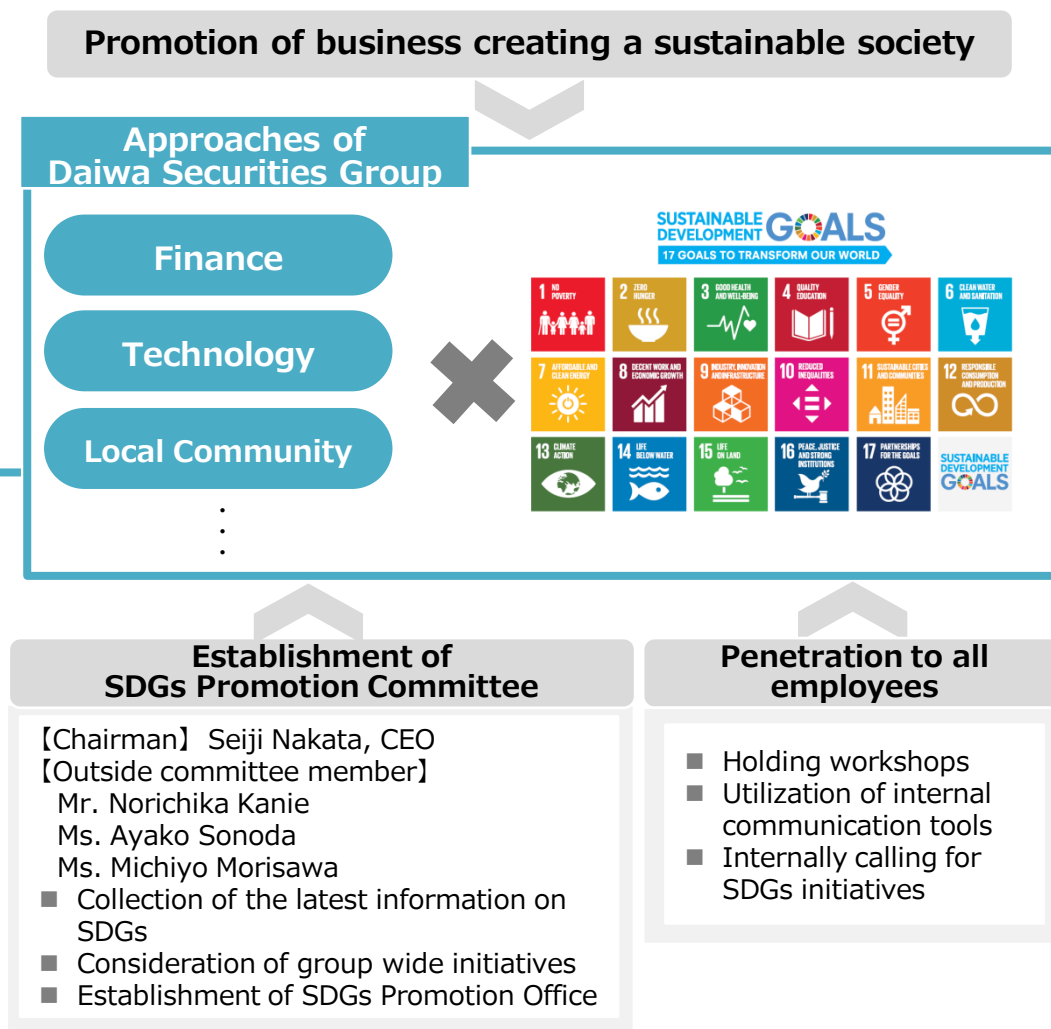 Promotion of business creating a sustainable society
Approaches of
Daiwa Securities Group
Finance
Technology
Local Community
SUSTAINABLE
DEVELOPMENT GOALS
17 GOALS TO TRANSFORM OUR WORLD
1 NO
POVERTY
2 ZERO
HUNGER
3 GOOD HEALTH
AND WELL-BEING
4 QUALITY
EDUCATION
5 GENDER
EQUALITY
6 CLEAN WATER
AND SANITATION
7 AFFORDABLE AND
CLEAN ENERGY
8 DECENT WORK AND
ECONOMIC GROWTH
9 INDUSTRY, INNOVATION
AND INFRASTRUCTURE
10 REDUCED
INEQUALITIES
11 SUSTAINABLE CITIES
AND COMMUNITIES
12 RESPONSIBLE
CONSUMPTION
AND PRODUCTION
13 CLIMATE
ACTION
14 LIFE
BELOW WATER
15 LIFE
ON LAND
16 PEACE, JUSTICE
AND STRONG
INSTITUTIONS
17 PARTNERSHIPS
FOR THE GOALS
SUSTAINABLE
DEVELOPMENT
GOALS
Establishment of
SDGs Promotion Committee
【Chairman】 Seiji Nakata, CEO
【Outside committee member】
Mr. Norichika Kanie
Ms. Ayako Sonoda
Ms. Michiyo Morisawa
■ Collection of the latest information on
SDGs
■ Consideration of group wide initiatives
■ Establishment of SDGs Promotion Office
Penetration to all
employees
■ Holding workshops
■ Utilization of internal
communication tools
■ Internally calling for
SDGs initiatives